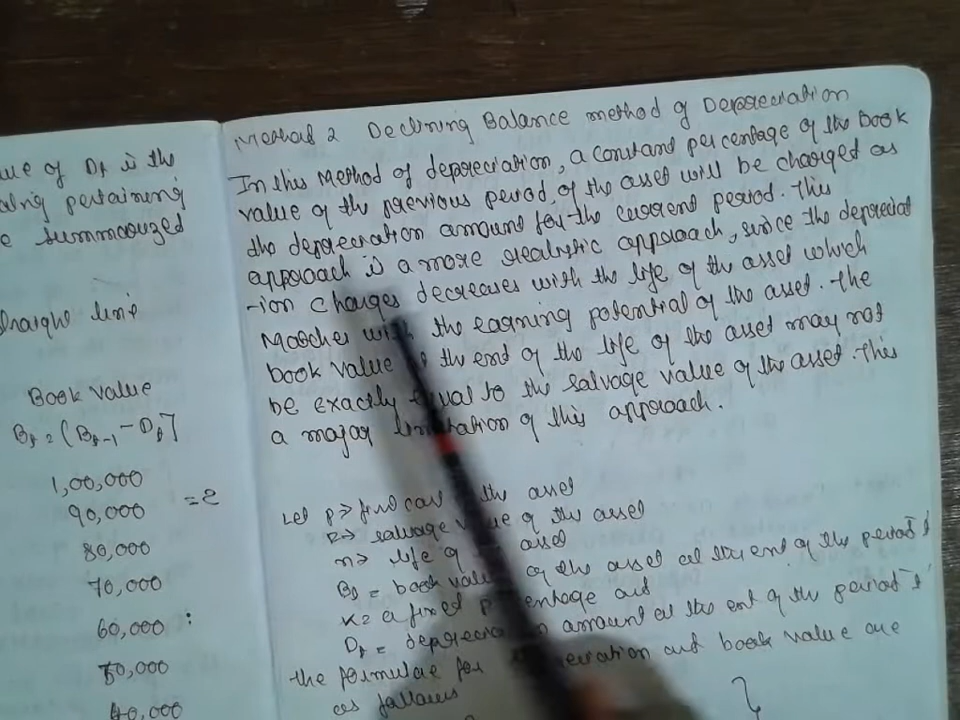 ue of Dt is the
pertaining
e summarized
straight line
Book Value
Bt = (Bt-1 - Dt]
1,00,000
90,000 = 2
80,000
70,000
60,000 :
50,000
40,000
Method 2 Declining Balance method of Depreciation
In this Method of depreciation, a constant percentage of the Book
value of the previous period, of the asset will be charged as
the depreciation amount for the current period. This
approach is a more realistic approach, since the depreciat
-ion charges decreases with the life of the asset which
Matches with the earning potential of the asset. The
book value the end of the life of the asset may not
be exactly equal to the salvage value of the asset. This
a major limitation of this approach.
Let P → the asset
→ salvage value of the asset
n → life of asset
Bt = book value of the asset at the end of the period 't'
K = a fixed percentage and
Dt = depreciation amount at the end of the period 't'
the formulae for depreciation and book value are
as follows